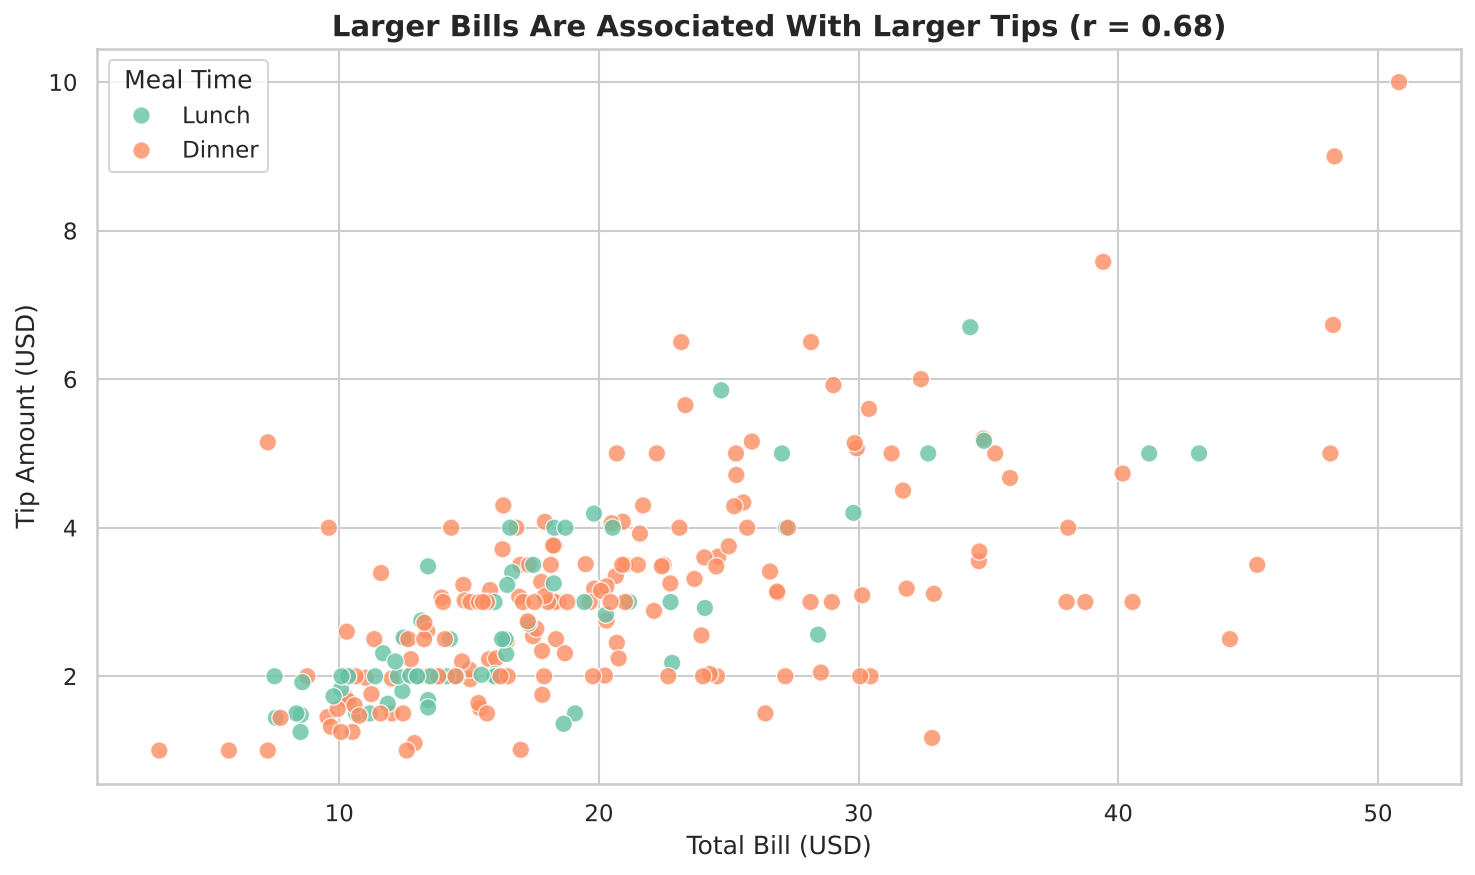 Larger Bills Are Associated With Larger Tips (r = 0.68)
Meal Time
Lunch
Dinner
Tip Amount (USD)
10
8
6
4
2
10 20 30 40 50
Total Bill (USD)